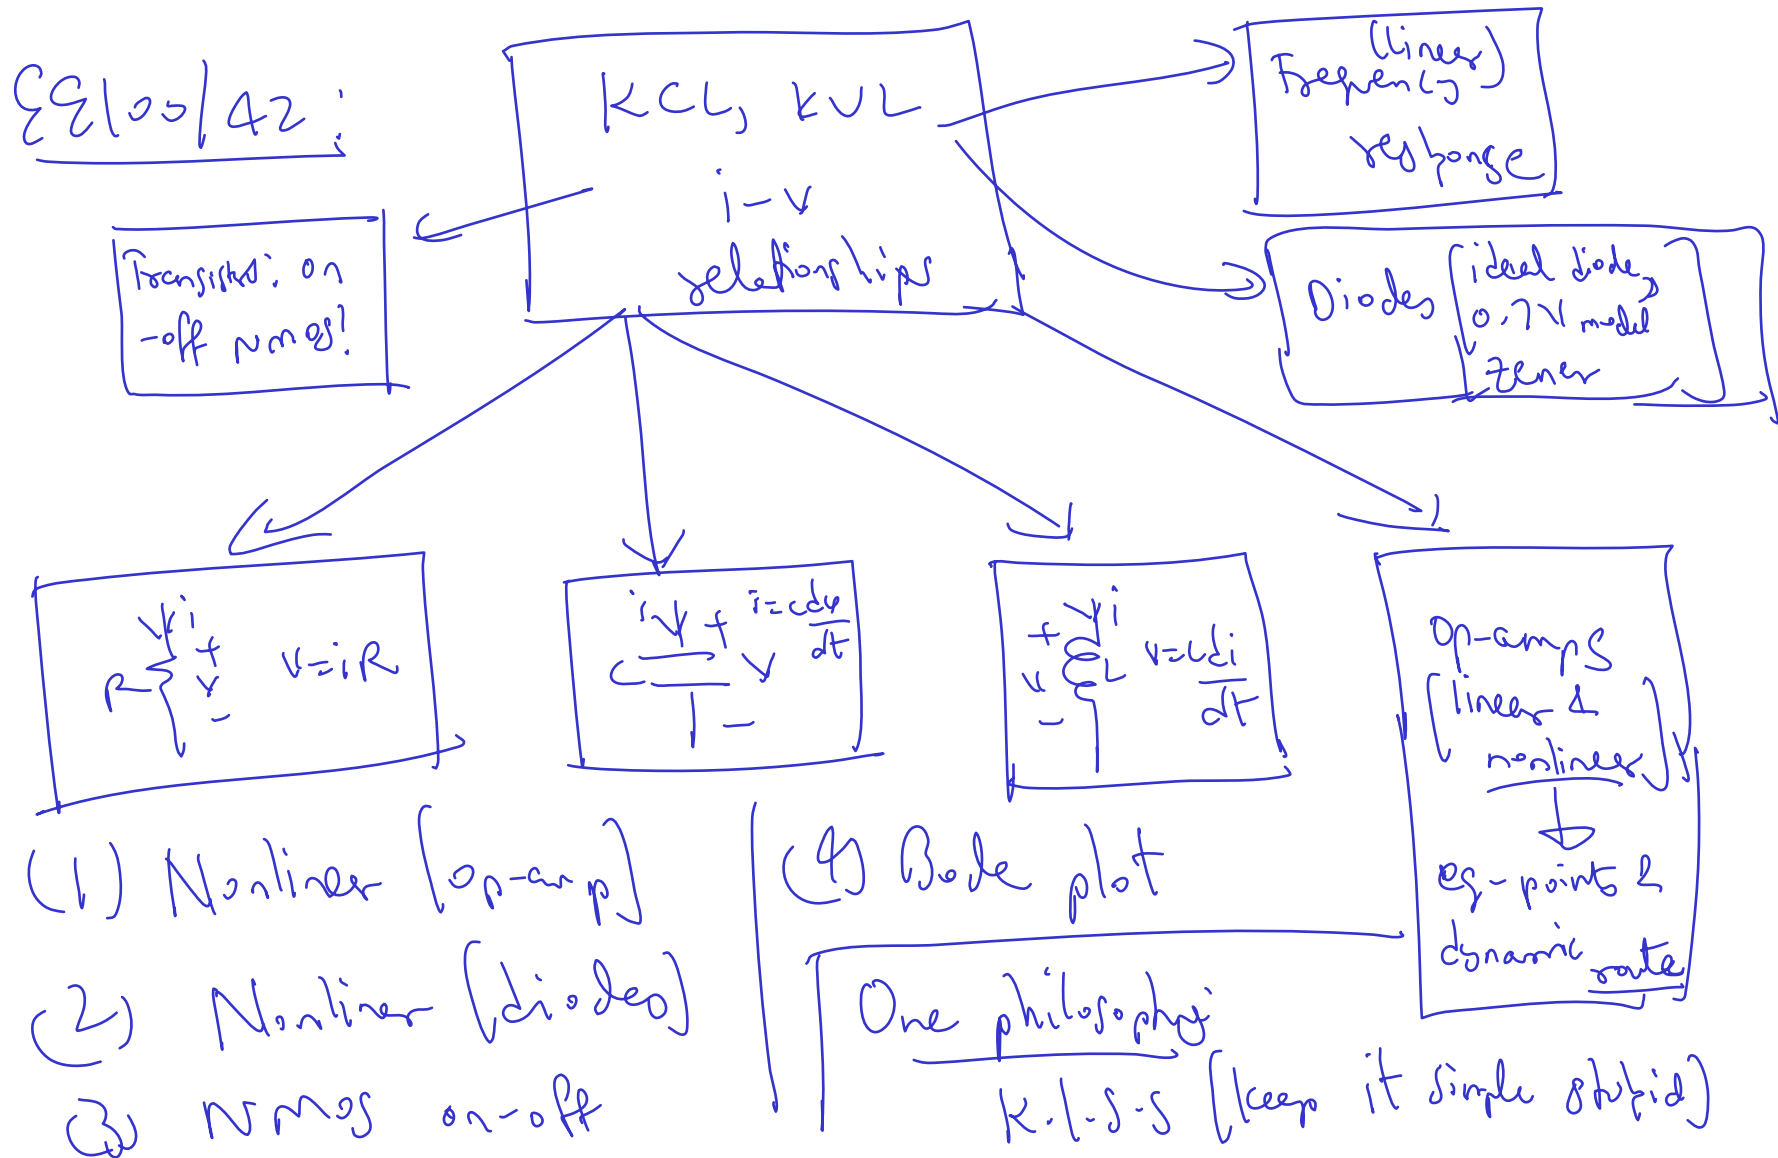 EE100/42:
KCL, KVL
i-v
relationships
(linear)
Frequency
response
Transistor: on
-off NMOS!
Diodes (ideal diode,
0.7V model
zener)
i
R + v -
v=iR
i
C + v -
i=C dv/dt
i
+ v - L
v=L di/dt
Op-amps
(linear &
nonlinear)
eq-points &
dynamic route
(1) Nonlinear (op-amp)
(2) Nonlinear (diodes)
(3) NMOS on-off
(4) Bode plot
One philosophy:
K.I.S.S (keep it simple stupid)